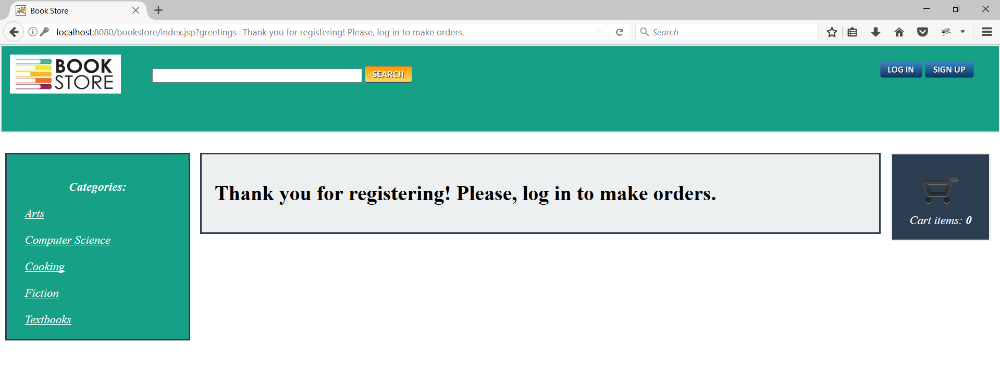 Book Store
localhost:8080/bookstore/index.jsp?greetings=Thank you for registering! Please, log in to make orders.
Search
BOOK
STORE
SEARCH
LOG IN
SIGN UP
Categories:
Arts
Computer Science
Cooking
Fiction
Textbooks
Thank you for registering! Please, log in to make orders.
Cart items: 0